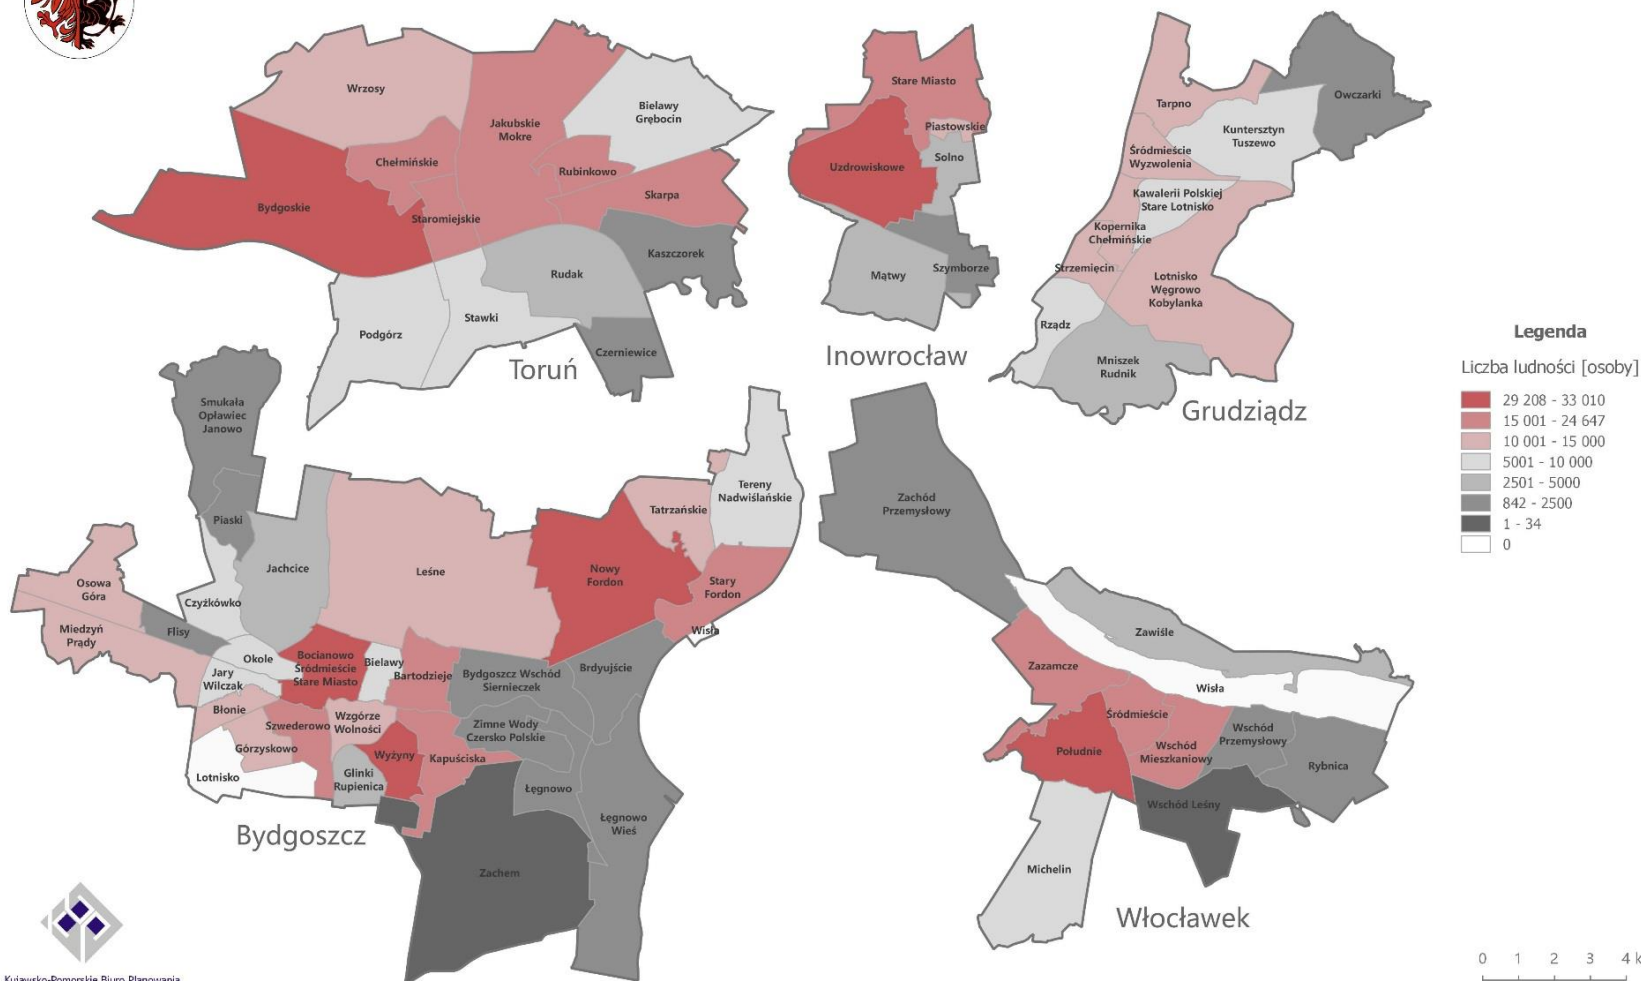 Wrzosy
Bielawy
Grębocin
Jakubskie
Mokre
Chełmińskie
Rubinkowo
Skarpa
Bydgoskie
Staromiejskie
Kaszczorek
Rudak
Stawki
Podgórz
Czerniewice
Toruń
Stare Miasto
Piastowskie
Solno
Uzdrowiskowe
Mątwy
Szymborze
Inowrocław
Owczarki
Tarpno
Kuntersztyn
Tuszewo
Śródmieście
Wyzwolenia
Kawalerii Polskiej
Stare Lotnisko
Kopernika
Chełmińskie
Strzemięcin
Lotnisko
Węgrowo
Kobylanka
Rządz
Mniszek
Rudnik
Grudziądz
Legenda
Liczba ludności [osoby]
29 208 - 33 010
15 001 - 24 647
10 001 - 15 000
5001 - 10 000
2501 - 5000
842 - 2500
1 - 34
0
Smukała
Opławiec
Janowo
Piaski
Tereny
Nadwiślańskie
Tatrzańskie
Jachcice
Leśne
Nowy
Fordon
Stary
Fordon
Osowa
Góra
Czyżkówko
Miedzyń
Prądy
Flisy
Wisła
Okole
Bocianowo
Śródmieście
Stare Miasto
Bielawy
Bartodzieje
Bydgoszcz Wschód
Siernieczek
Brdyujście
Jary
Wilczak
Błonie
Szwederowo
Wzgórze
Wolności
Zimne Wody
Czersko Polskie
Górzyskowo
Wyżyny
Kapuściska
Lotnisko
Glinki
Rupienica
Łęgnowo
Łęgnowo
Wieś
Zachem
Bydgoszcz
Zachód
Przemysłowy
Zawiśle
Zazamcze
Wisła
Śródmieście
Południe
Wschód
Mieszkaniowy
Wschód
Przemysłowy
Rybnica
Wschód Leśny
Michelin
Włocławek
Kujawsko-Pomorskie Biuro Planowania
0 1 2 3 4 k